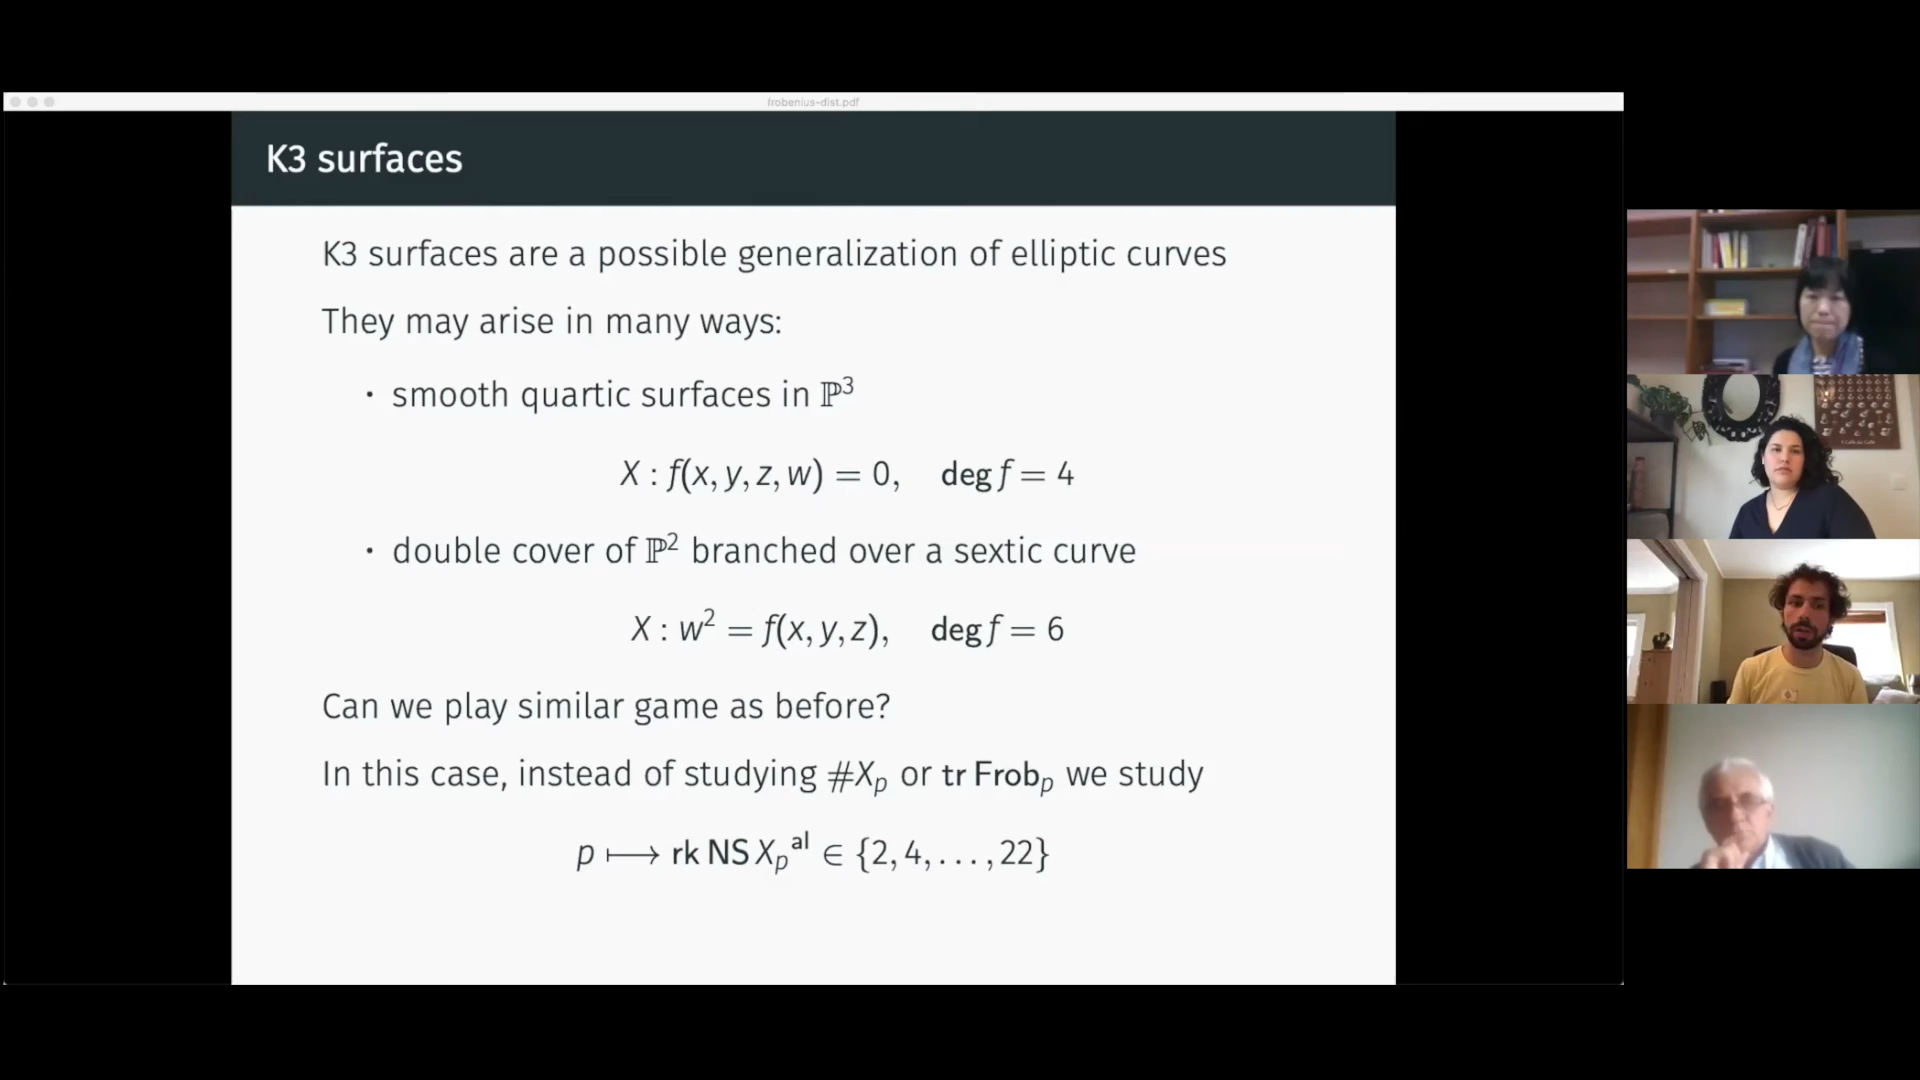 frobenius-dist.pdf
K3 surfaces
K3 surfaces are a possible generalization of elliptic curves
They may arise in many ways:
· smooth quartic surfaces in ℙ³
X : f(x, y, z, w) = 0, deg f = 4
· double cover of ℙ² branched over a sextic curve
X : w² = f(x, y, z), deg f = 6
Can we play similar game as before?
In this case, instead of studying #Xₚ or tr Frobₚ we study
p ⟼ rk NS Xₚᵃˡ ∈ {2, 4, . . . , 22}